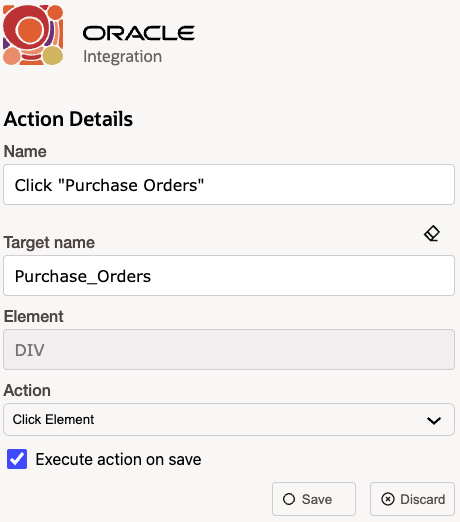 ORACLE
Integration
Action Details
Name
Click "Purchase Orders"
Target name
Purchase_Orders
Element
DIV
Action
Click Element
Execute action on save
Save Discard